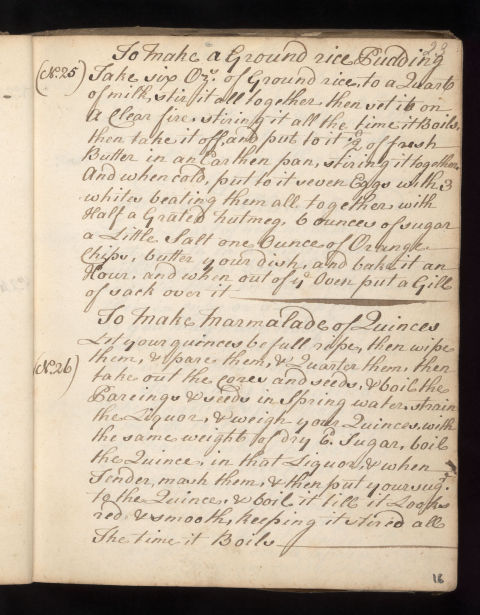 23
To make a Ground rice Pudding
(No. 25)
Take six Ozs. of Ground rice, to a Quart
of milk, stir it all together, then set it on
a Clear fire, stiring it all the time it Boils,
then take it off, and put to it of fresh
Butter in an Earthen pan, stiring it together
And when cold, put to it seven Eggs with 3
whites beating them all together, with
Half a Grated Nutmeg, 6 ounces of sugar
a Little Salt one Ounce of Orange
Chips, butter your dish, and bake it an
Hour, and when out of ye Oven put a Gill
of sack over it
To make Marmalade of Quinces
(No. 26)
Let your quinces be full ripe, then wipe
them, & pare them, & Quarter them, then
take out the cores and seeds, & boil the
Pareings & seeds in Spring water, strain
the Liquor, & weigh your Quinces, with
the same weight of dry Sugar, boil
the Quince, in that Liquor, & when
Tender, mash them, & then put your sugr.
to the Quince, & boil it till it Looks
red & smooth, keeping it stired all
The time it Boils
16